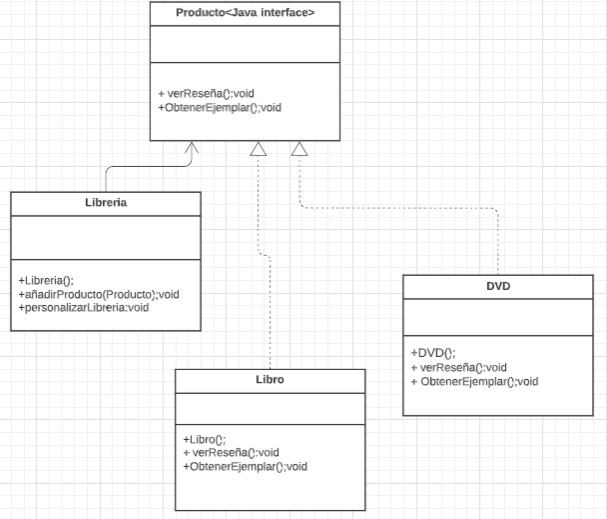 Producto<Java interface>
+ verReseña():void
+ObtenerEjemplar();void
Libreria
+Libreria();
+añadirProducto(Producto);void
+personalizarLibreria:void
DVD
+DVD();
+ verReseña():void
+ ObtenerEjemplar();void
Libro
+Libro();
+ verReseña():void
+ObtenerEjemplar();void